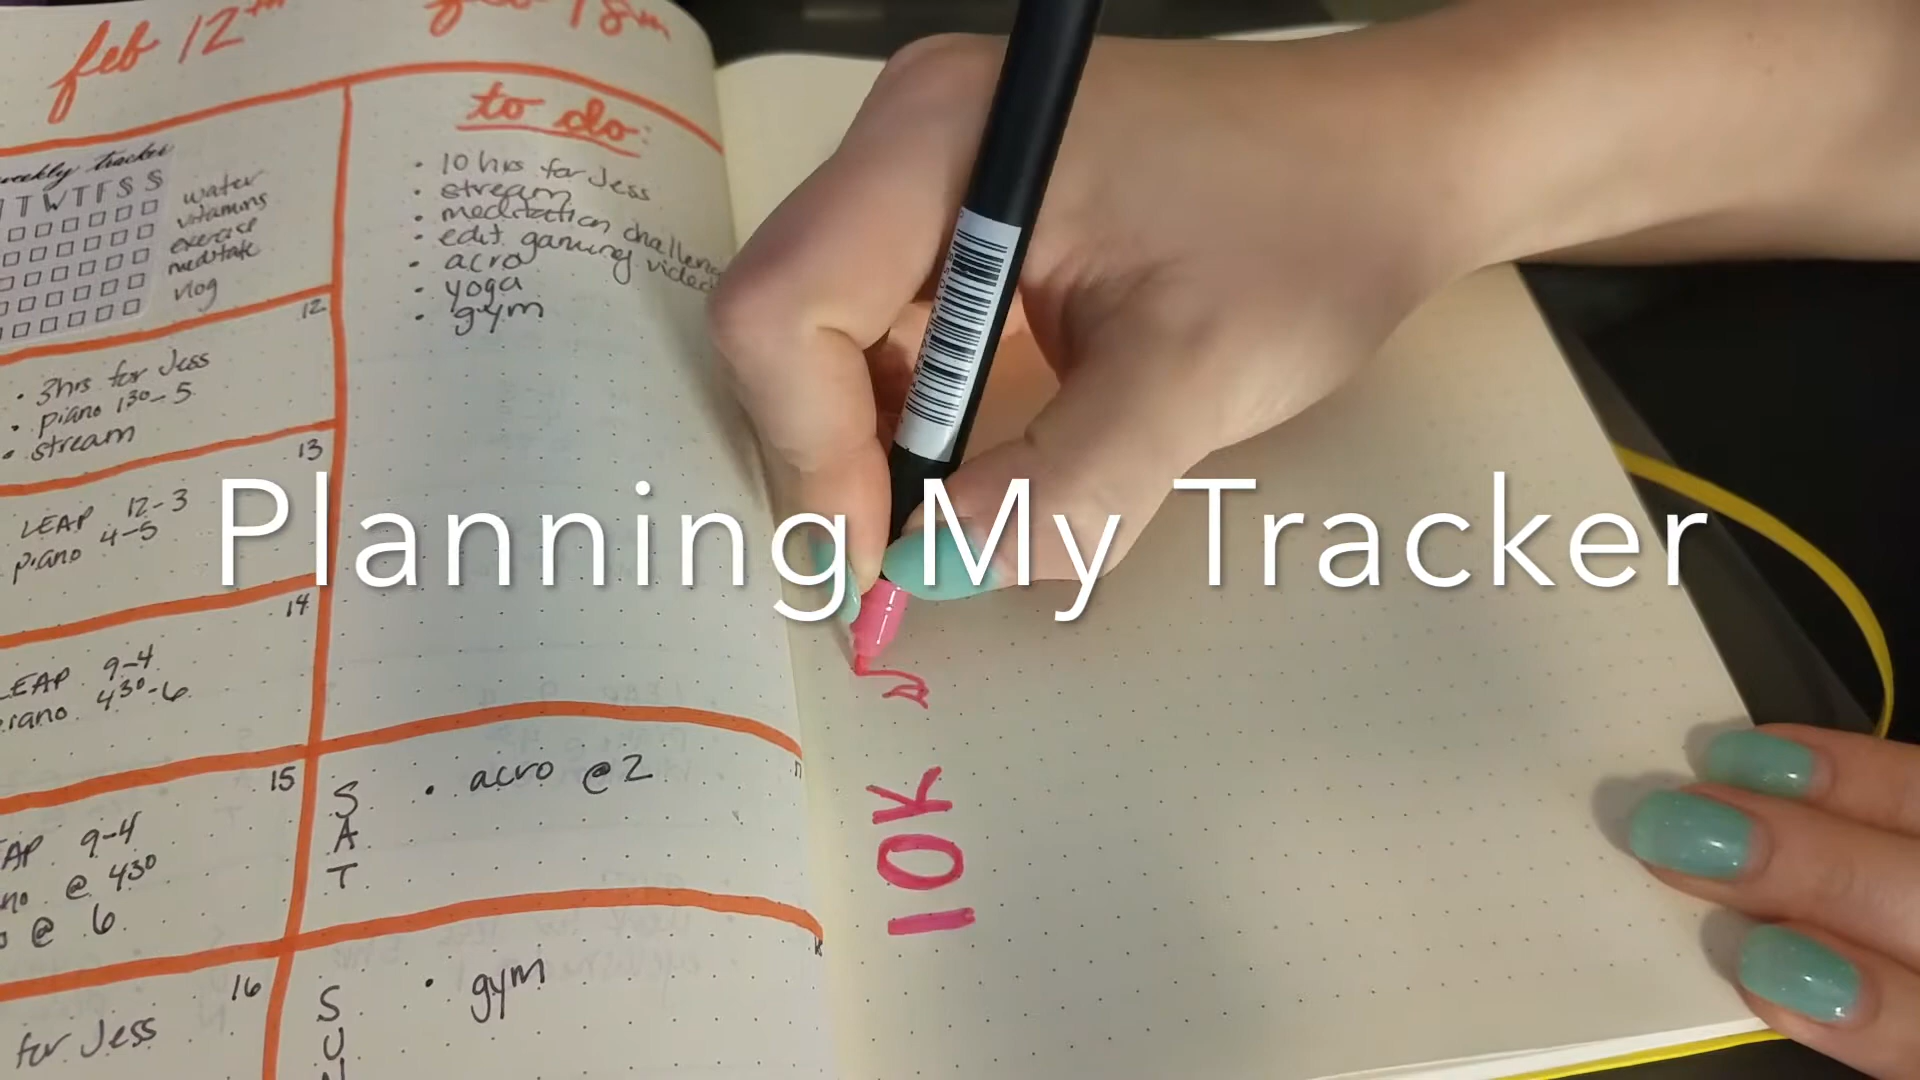 feb 12th
feb 18th
weekly tracker
T W T F S S
water
vitamins
exercise
meditate
vlog
12
• 3hrs for Jess
• piano 130-5
• stream
13
LEAP 12-3
piano 4-5
14
LEAP 9-4
piano 430-6
15
9-4
@ 430
@ 6
16
for Jess
to do:
• 10 hrs for Jess
• stream
• meditation challenge
• edit gaming video
• acro
• yoga
• gym
SAT
• acro @ 2
SUN
• gym
10K
Planning My Tracker